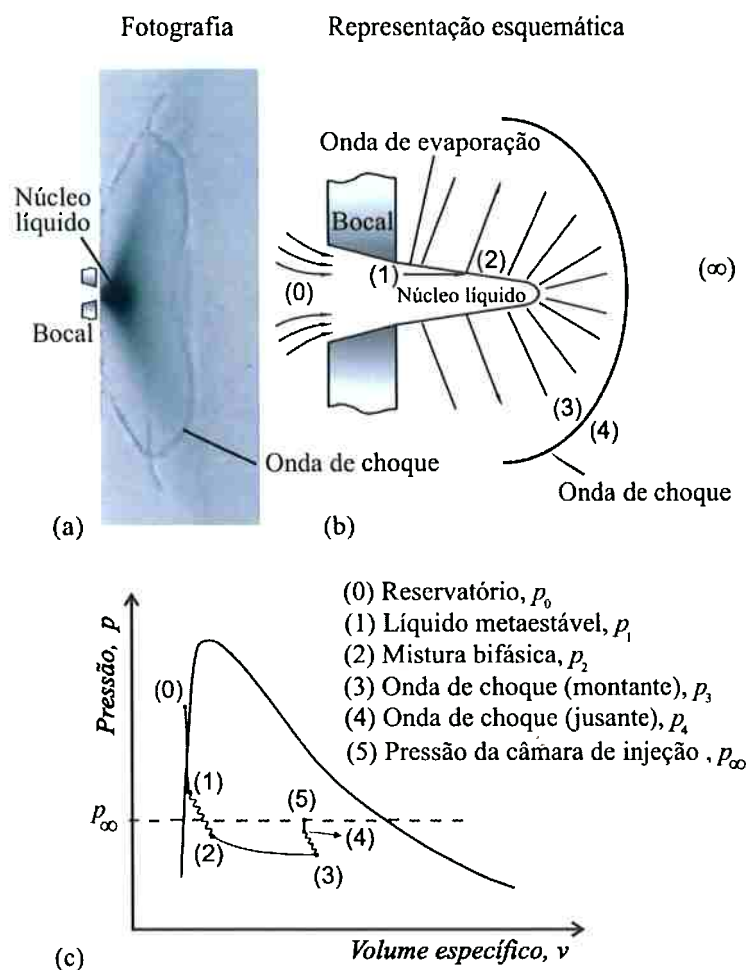 Fotografia
Representação esquemática
Núcleo
líquido
Bocal
Onda de choque
(a)
Onda de evaporação
Bocal
(0)
(1)
(2)
Núcleo líquido
(∞)
(3)
(4)
Onda de choque
(b)
(0) Reservatório, p₀
(1) Líquido metaestável, p₁
(2) Mistura bifásica, p₂
(3) Onda de choque (montante), p₃
(4) Onda de choque (jusante), p₄
(5) Pressão da câmara de injeção , p∞
Pressão, p
(0)
(1)
p∞
(5)
(2)
(4)
(3)
Volume específico, v
(c)